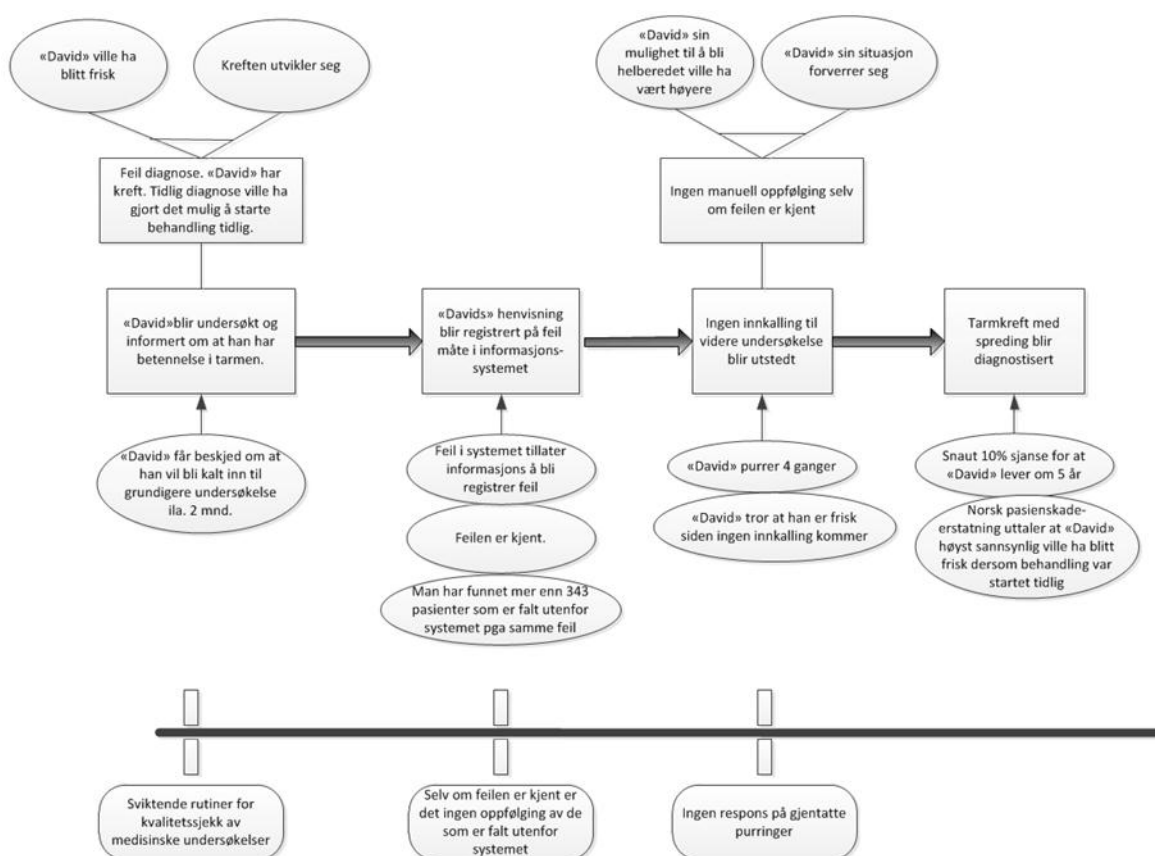 «David» ville ha
blitt frisk
Kreften utvikler seg
«David» sin
mulighet til å bli
helberedet ville ha
vært høyere
«David» sin situasjon
forverrer seg
Feil diagnose. «David» har
kreft. Tidlig diagnose ville ha
gjort det mulig å starte
behandling tidlig.
Ingen manuell oppfølging selv
om feilen er kjent
«David»blir undersøkt og
informert om at han har
betennelse i tarmen.
«Davids» henvisning
blir registrert på feil
måte i informasjons-
systemet
Ingen innkalling til
videre undersøkelse
blir utstedt
Tarmkreft med
spreding blir
diagnostisert
«David» får beskjed om at
han vil bli kalt inn til
grundigere undersøkelse
ila. 2 mnd.
Feil i systemet tillater
informasjons å bli
registrer feil
Feilen er kjent.
Man har funnet mer enn 343
pasienter som er falt utenfor
systemet pga samme feil
«David» purrer 4 ganger
«David» tror at han er frisk
siden ingen innkalling kommer
Snaut 10% sjanse for at
«David» lever om 5 år
Norsk pasienskade-
erstatning uttaler at «David»
høyst sannsynlig ville ha blitt
frisk dersom behandling var
startet tidlig
Sviktende rutiner for
kvalitetssjekk av
medisinske undersøkelser
Selv om feilen er kjent er
det ingen oppfølging av de
som er falt utenfor
systemet
Ingen respons på gjentatte
purringer